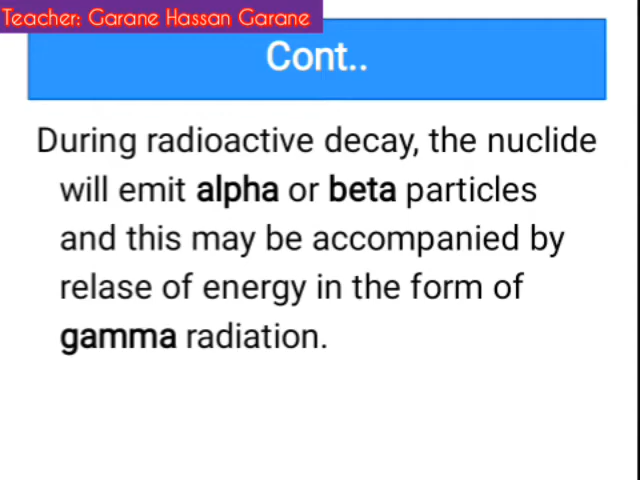 Teacher: Garane Hassan Garane
Cont..
During radioactive decay, the nuclide
will emit alpha or beta particles
and this may be accompanied by
relase of energy in the form of
gamma radiation.